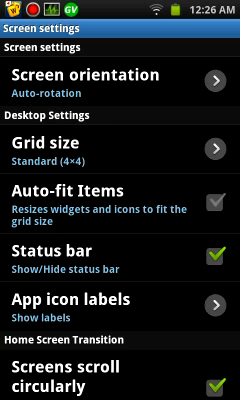 12:26 AM
Screen settings
Screen settings
Screen orientation
Auto-rotation
Desktop Settings
Grid size
Standard (4×4)
Auto-fit Items
Resizes widgets and icons to fit the
grid size
Status bar
Show/Hide status bar
App icon labels
Show labels
Home Screen Transition
Screens scroll
circularly